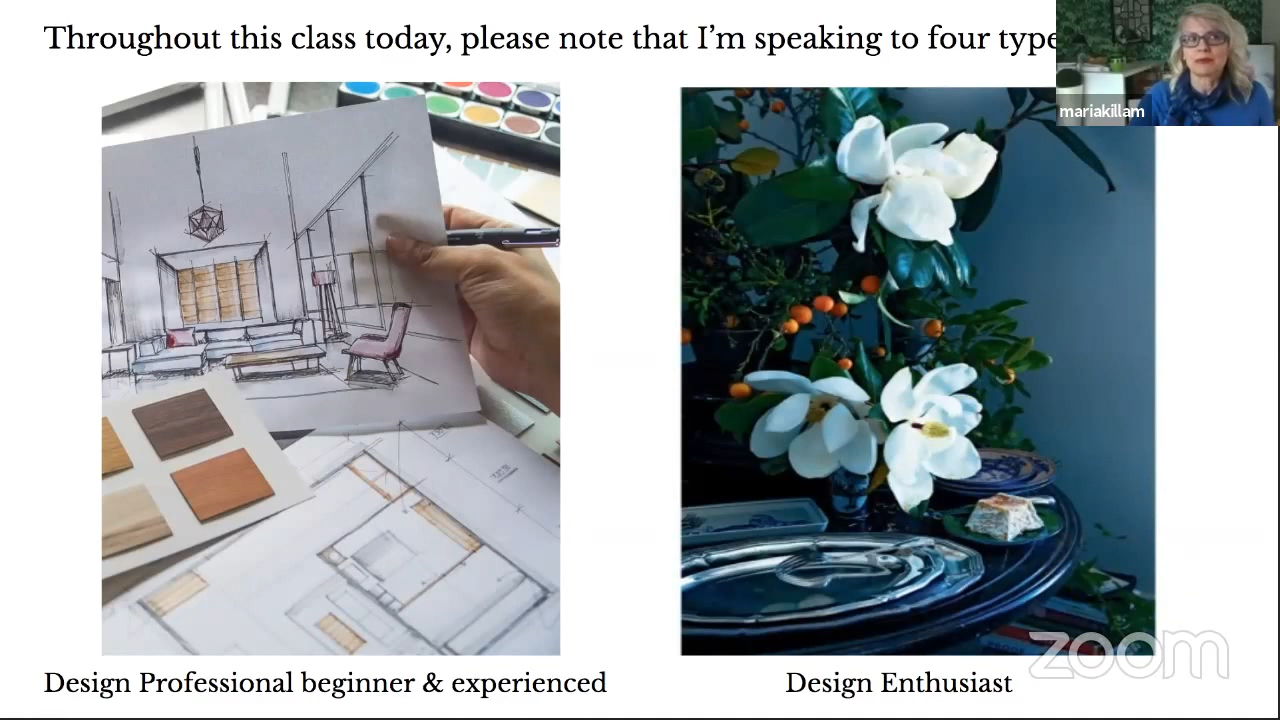 Throughout this class today, please note that I’m speaking to four type
mariakillam
Design Professional beginner & experienced
Design Enthusiast
zoom